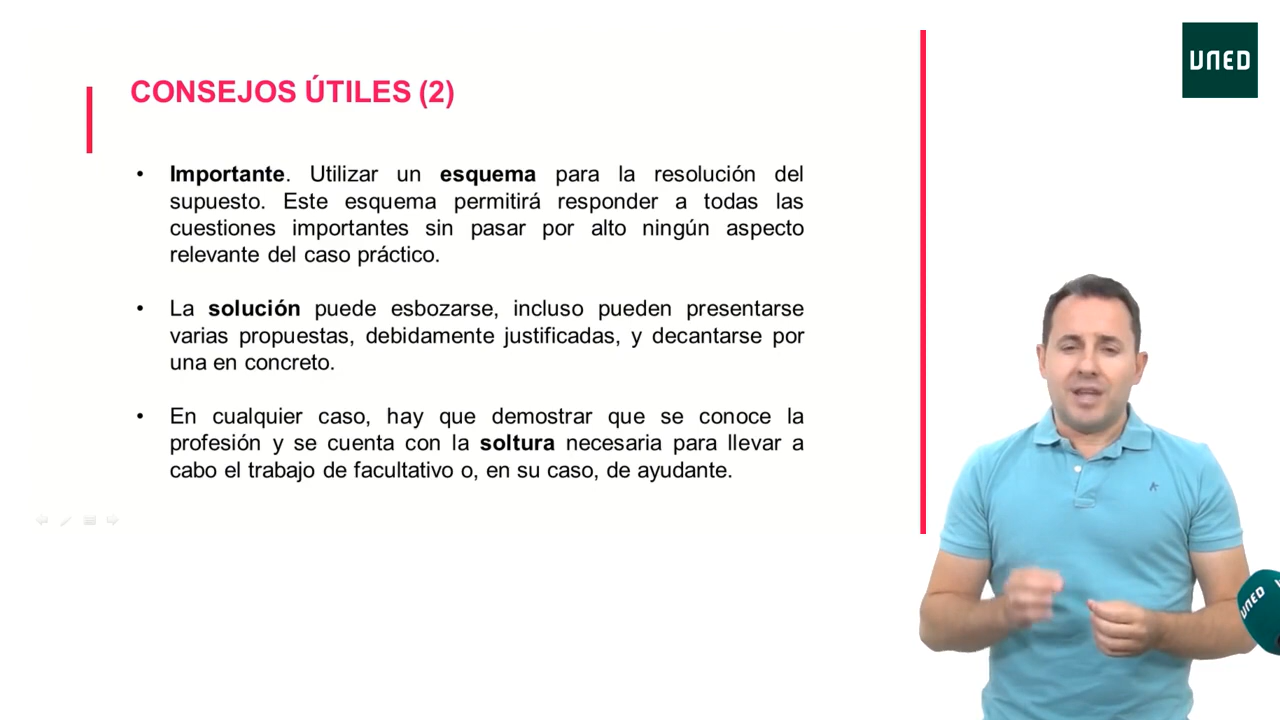 CONSEJOS ÚTILES (2)
• Importante. Utilizar un esquema para la resolución del
supuesto. Este esquema permitirá responder a todas las
cuestiones importantes sin pasar por alto ningún aspecto
relevante del caso práctico.
• La solución puede esbozarse, incluso pueden presentarse
varias propuestas, debidamente justificadas, y decantarse por
una en concreto.
• En cualquier caso, hay que demostrar que se conoce la
profesión y se cuenta con la soltura necesaria para llevar a
cabo el trabajo de facultativo o, en su caso, de ayudante.
UNED
UNED